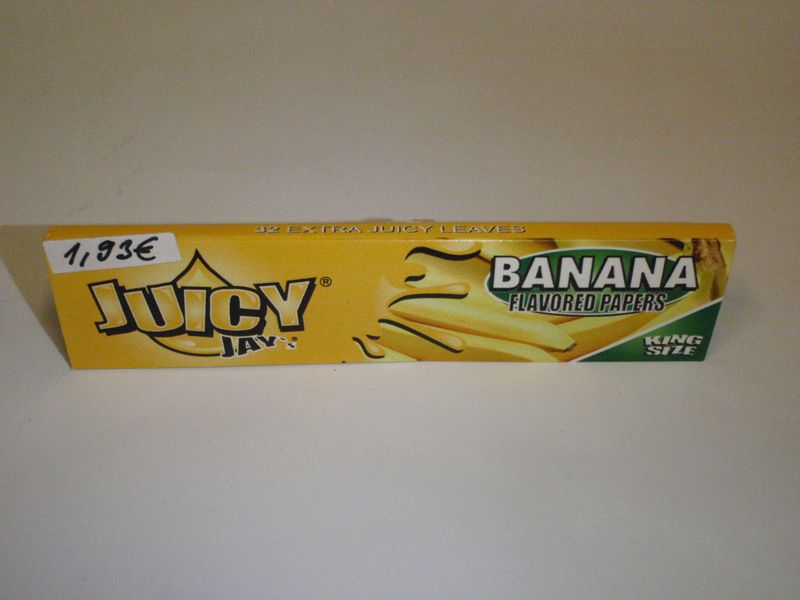 32 EXTRA JUICY LEAVES
1,93€
JUICY®
JAY's
BANANA
FLAVORED PAPERS
KING
SIZE